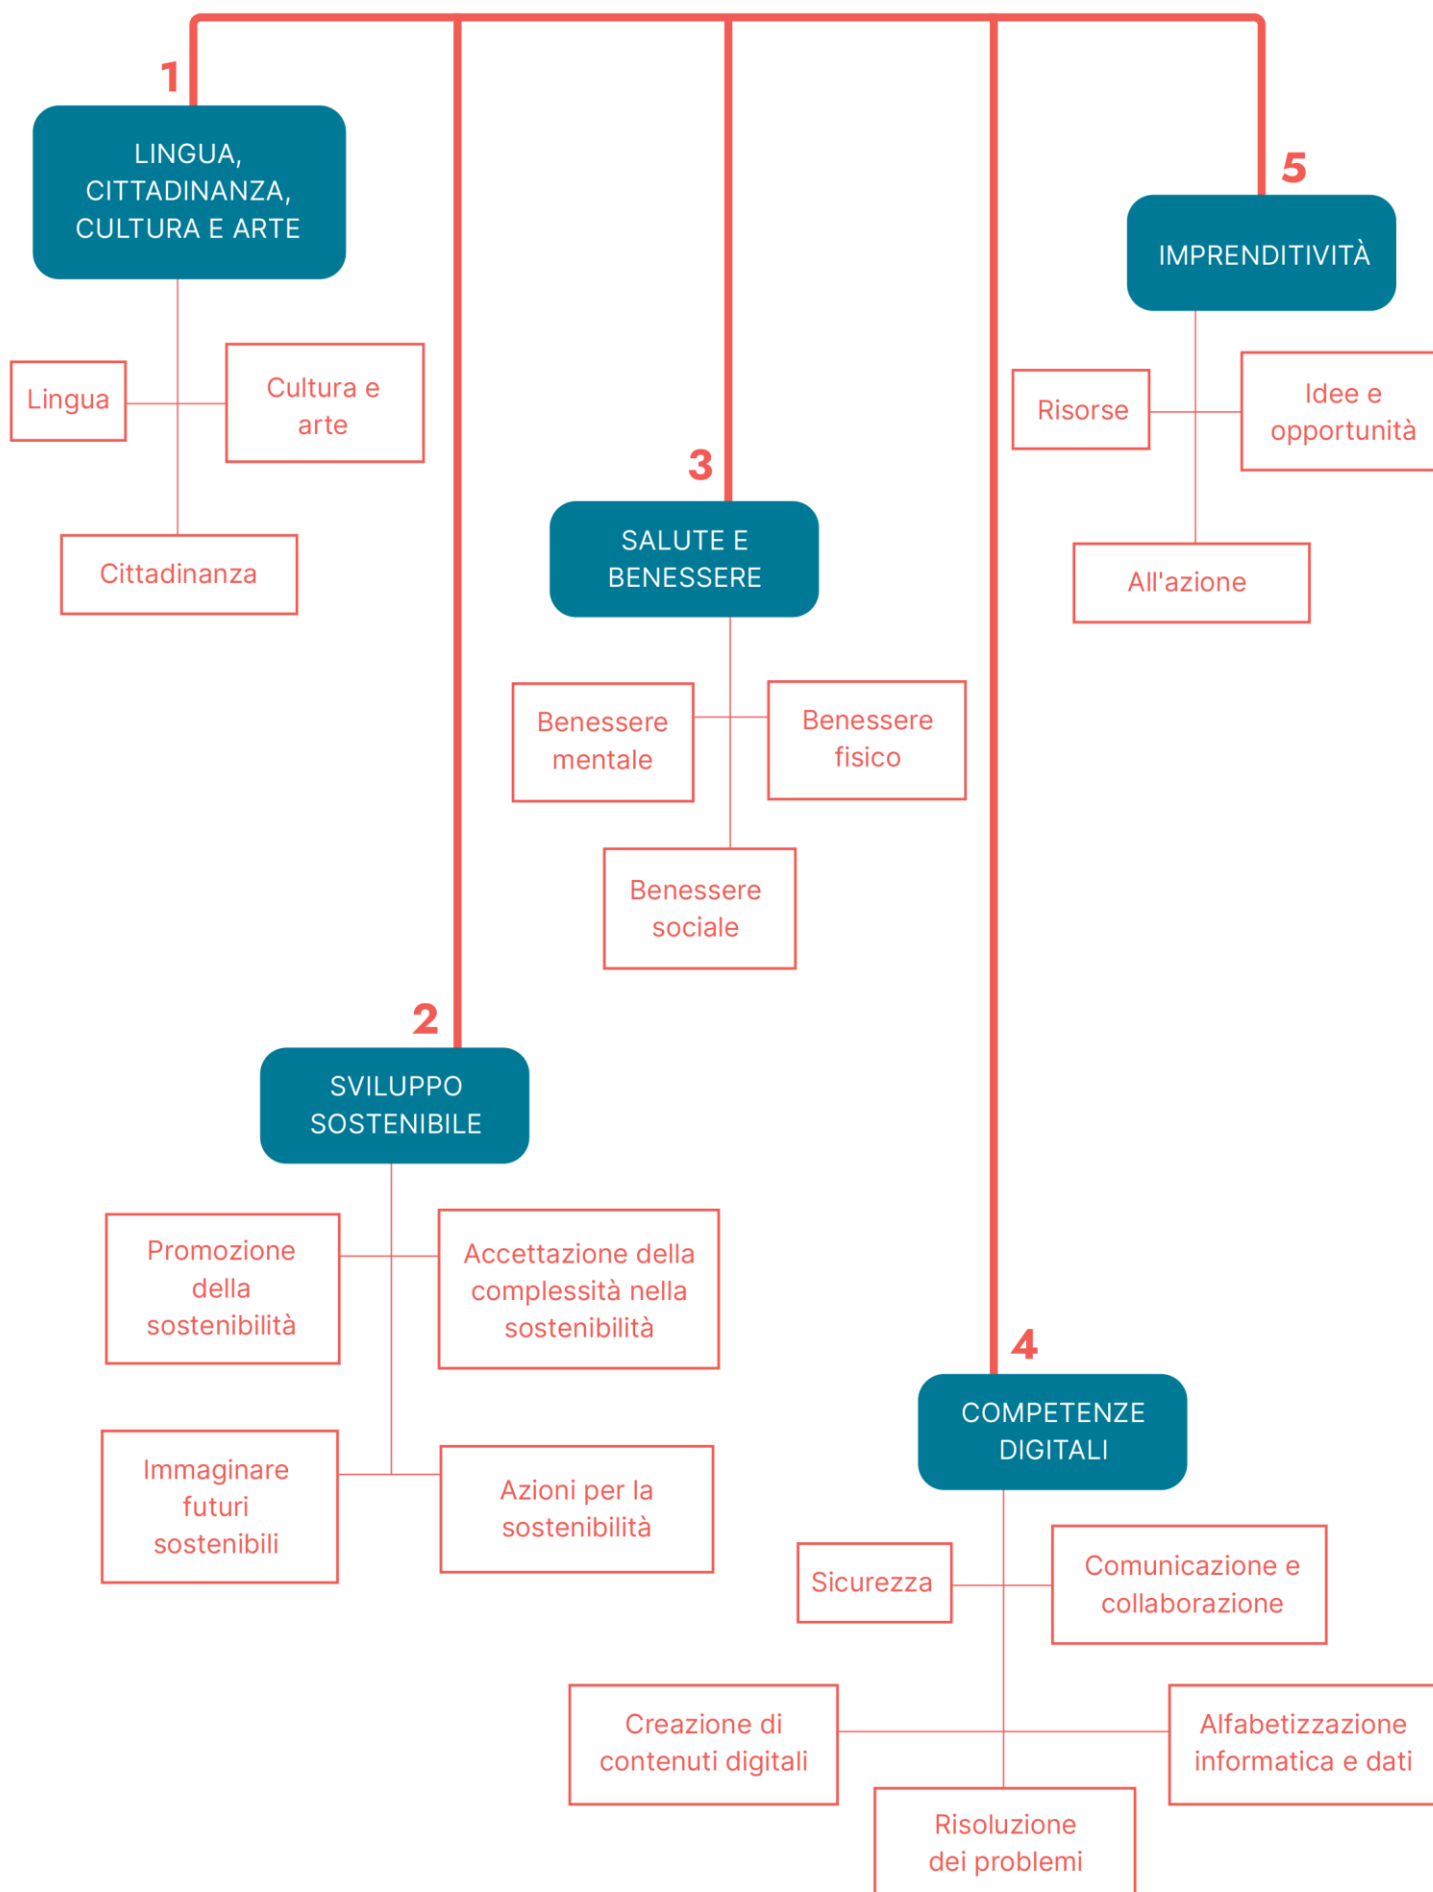 1
LINGUA,
CITTADINANZA,
CULTURA E ARTE
Lingua
Cultura e
arte
Cittadinanza
5
IMPRENDITIVITÀ
Risorse
Idee e
opportunità
All'azione
3
SALUTE E
BENESSERE
Benessere
mentale
Benessere
fisico
Benessere
sociale
2
SVILUPPO
SOSTENIBILE
Promozione
della
sostenibilità
Accettazione della
complessità nella
sostenibilità
Immaginare
futuri
sostenibili
Azioni per la
sostenibilità
4
COMPETENZE
DIGITALI
Sicurezza
Comunicazione e
collaborazione
Creazione di
contenuti digitali
Alfabetizzazione
informatica e dati
Risoluzione
dei problemi